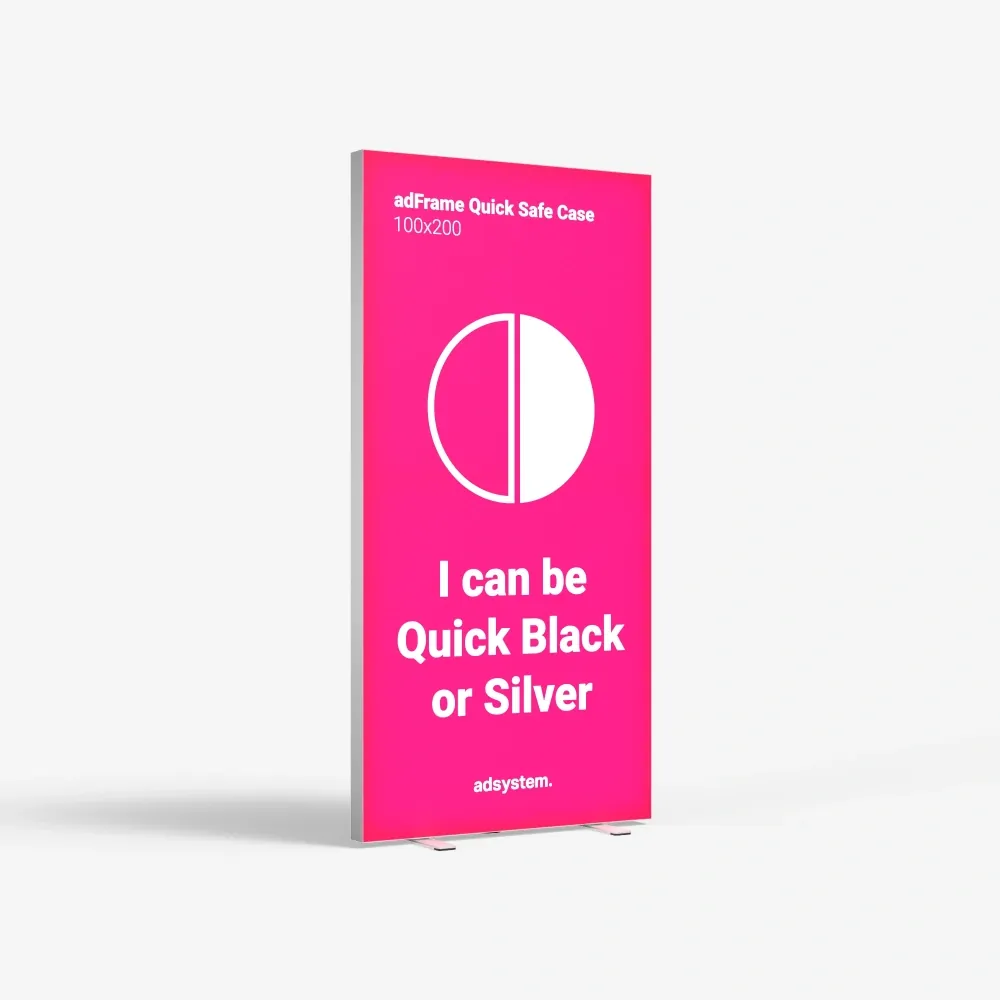 adFrame Quick Safe Case
100x200
I can be
Quick Black
or Silver
adsystem.